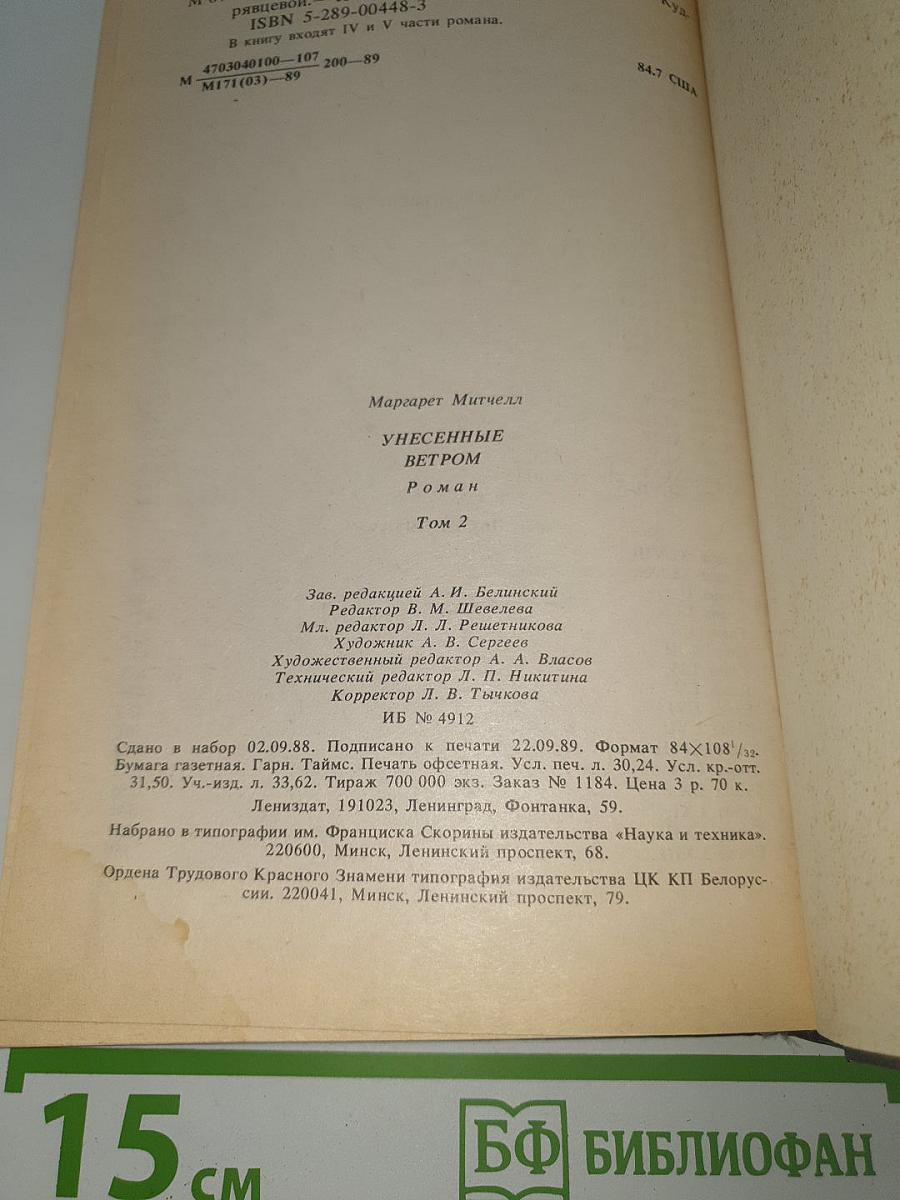 рявцевой.
ISBN 5-289-00448-3
В книгу входят IV и V части романа.
Куд-
М 4703040100—107 200—89
М171(03)—89
84.7 США
Маргарет Митчелл
УНЕСЕННЫЕ
ВЕТРОМ
Роман
Том 2
Зав. редакцией А. И. Белинский
Редактор В. М. Шевелева
Мл. редактор Л. Л. Решетникова
Художник А. В. Сергеев
Художественный редактор А. А. Власов
Технический редактор Л. П. Никитина
Корректор Л. В. Тычкова
ИБ № 4912
Сдано в набор 02.09.88. Подписано к печати 22.09.89. Формат 84×108¹/₃₂.
Бумага газетная. Гарн. Таймс. Печать офсетная. Усл. печ. л. 30,24. Усл. кр.-отт.
31,50. Уч.-изд. л. 33,62. Тираж 700 000 экз. Заказ № 1184. Цена 3 р. 70 к.
Лениздат, 191023, Ленинград, Фонтанка, 59.
Набрано в типографии им. Франциска Скорины издательства «Наука и техника».
220600, Минск, Ленинский проспект, 68.
Ордена Трудового Красного Знамени типография издательства ЦК КП Белорус-
сии. 220041, Минск, Ленинский проспект, 79.
15 см
БФ БИБЛИОФАН